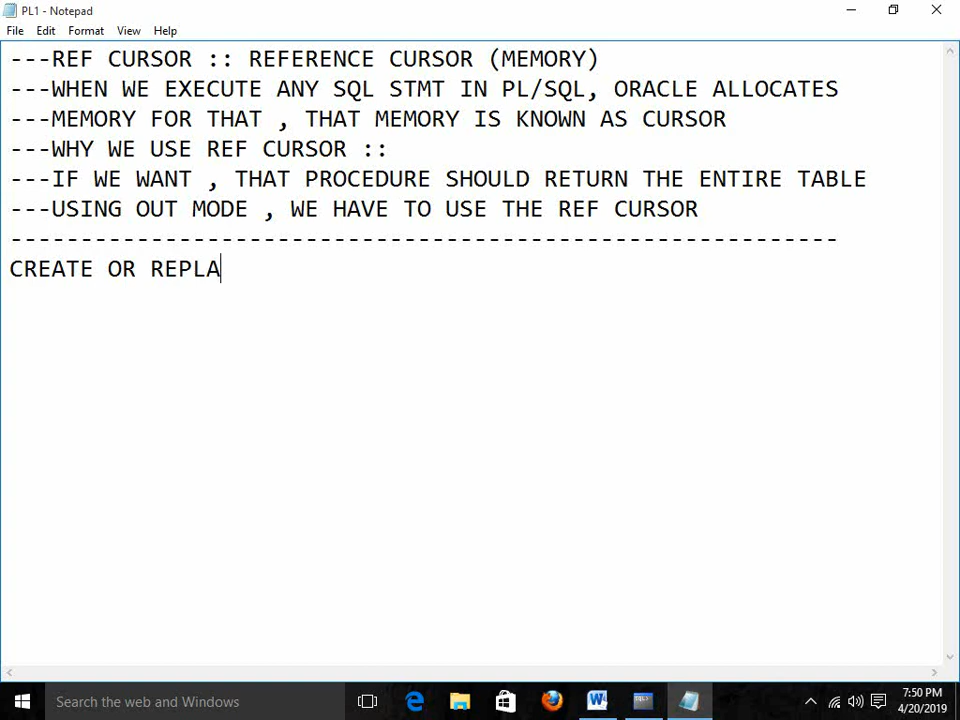 PL1 - Notepad
File Edit Format View Help
---REF CURSOR :: REFERENCE CURSOR (MEMORY)
---WHEN WE EXECUTE ANY SQL STMT IN PL/SQL, ORACLE ALLOCATES
---MEMORY FOR THAT , THAT MEMORY IS KNOWN AS CURSOR
---WHY WE USE REF CURSOR ::
---IF WE WANT , THAT PROCEDURE SHOULD RETURN THE ENTIRE TABLE
---USING OUT MODE , WE HAVE TO USE THE REF CURSOR
-----------------------------------------------------------
CREATE OR REPLA
Search the web and Windows
7:50 PM
4/20/2019